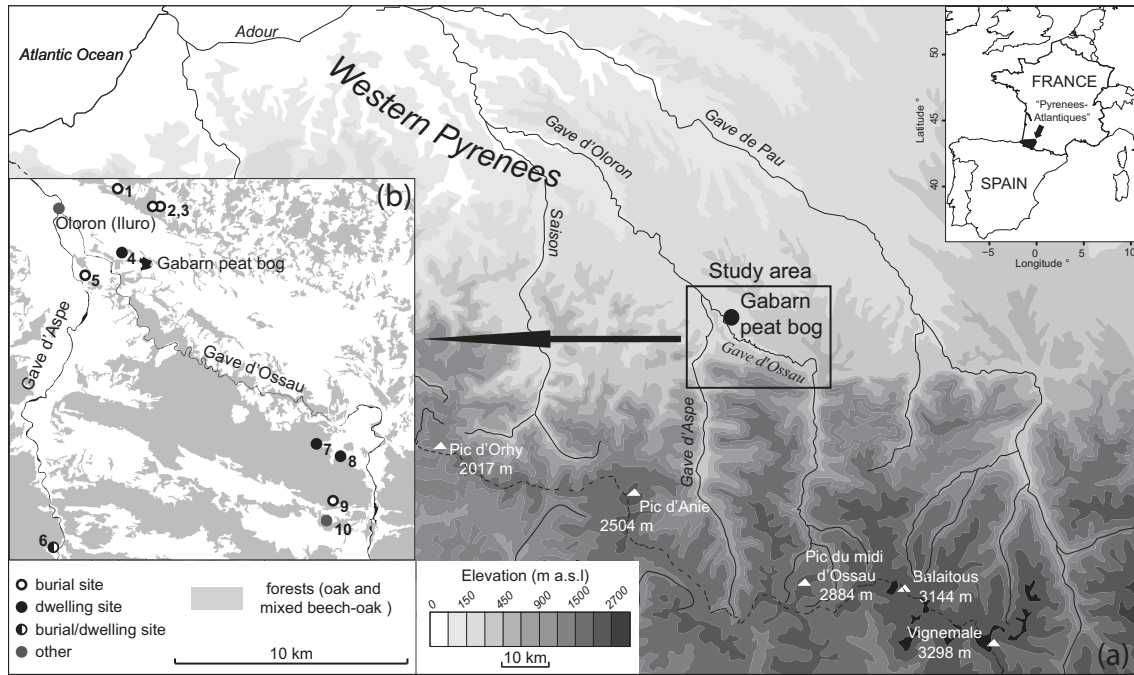 Atlantic Ocean
Adour
Western Pyrenees
Gave d'Oloron
Gave de Pau
Saison
Study area
Gabarn
peat bog
Gave d'Ossau
Gave d'Aspe
Pic d'Orhy
2017 m
Pic d'Anie
2504 m
Pic du midi
d'Ossau
2884 m
Balaitous
3144 m
Vignemale
3298 m
(a)
50
45
40
Latitude °
FRANCE
"Pyrenees-
Atlantiques"
SPAIN
-5
0
5
10
Longitude °
(b)
1
2,3
Oloron (Iluro)
4
Gabarn peat bog
5
Gave d'Aspe
Gave d'Ossau
7
8
9
10
6
burial site
dwelling site
burial/dwelling site
other
forests (oak and
mixed beech-oak )
10 km
Elevation (m a.s.l)
0
150
450
900
1500
2700
10 km